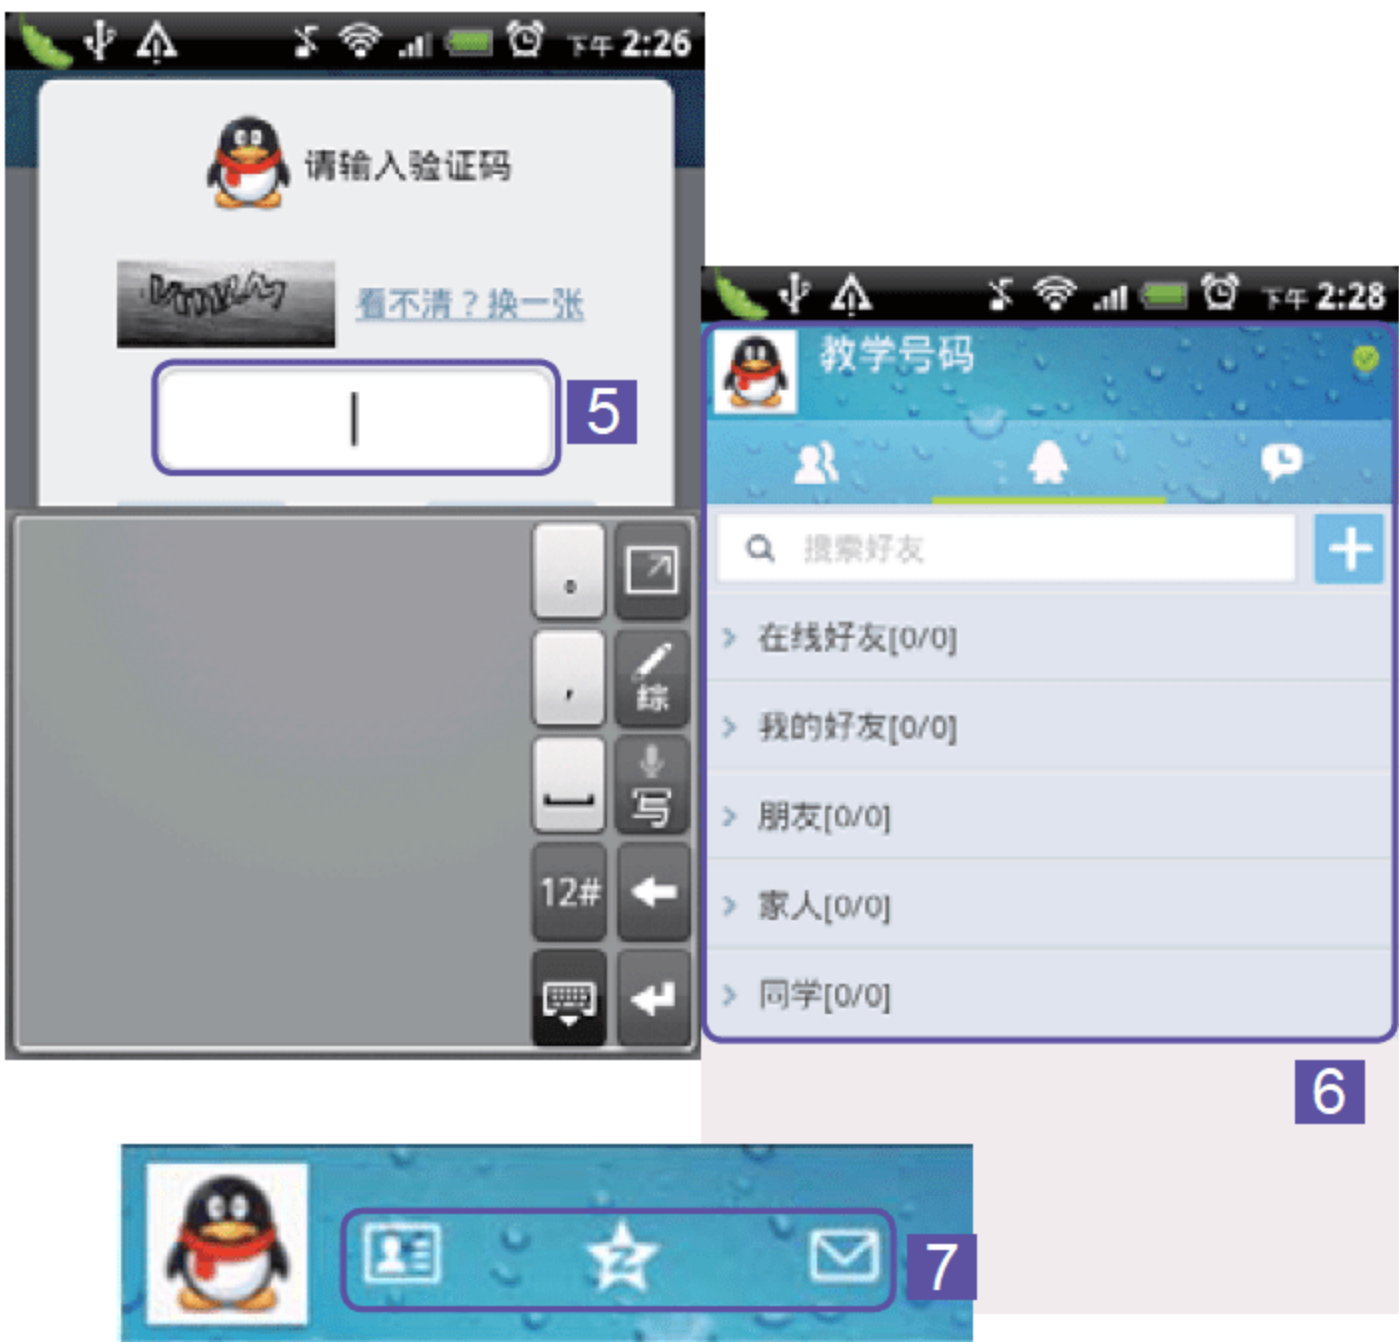 下午 2:26
请输入验证码
看不清？换一张
5
。
，
综
写
12#
下午 2:28
教学号码
搜索好友
在线好友[0/0]
我的好友[0/0]
朋友[0/0]
家人[0/0]
同学[0/0]
6
7